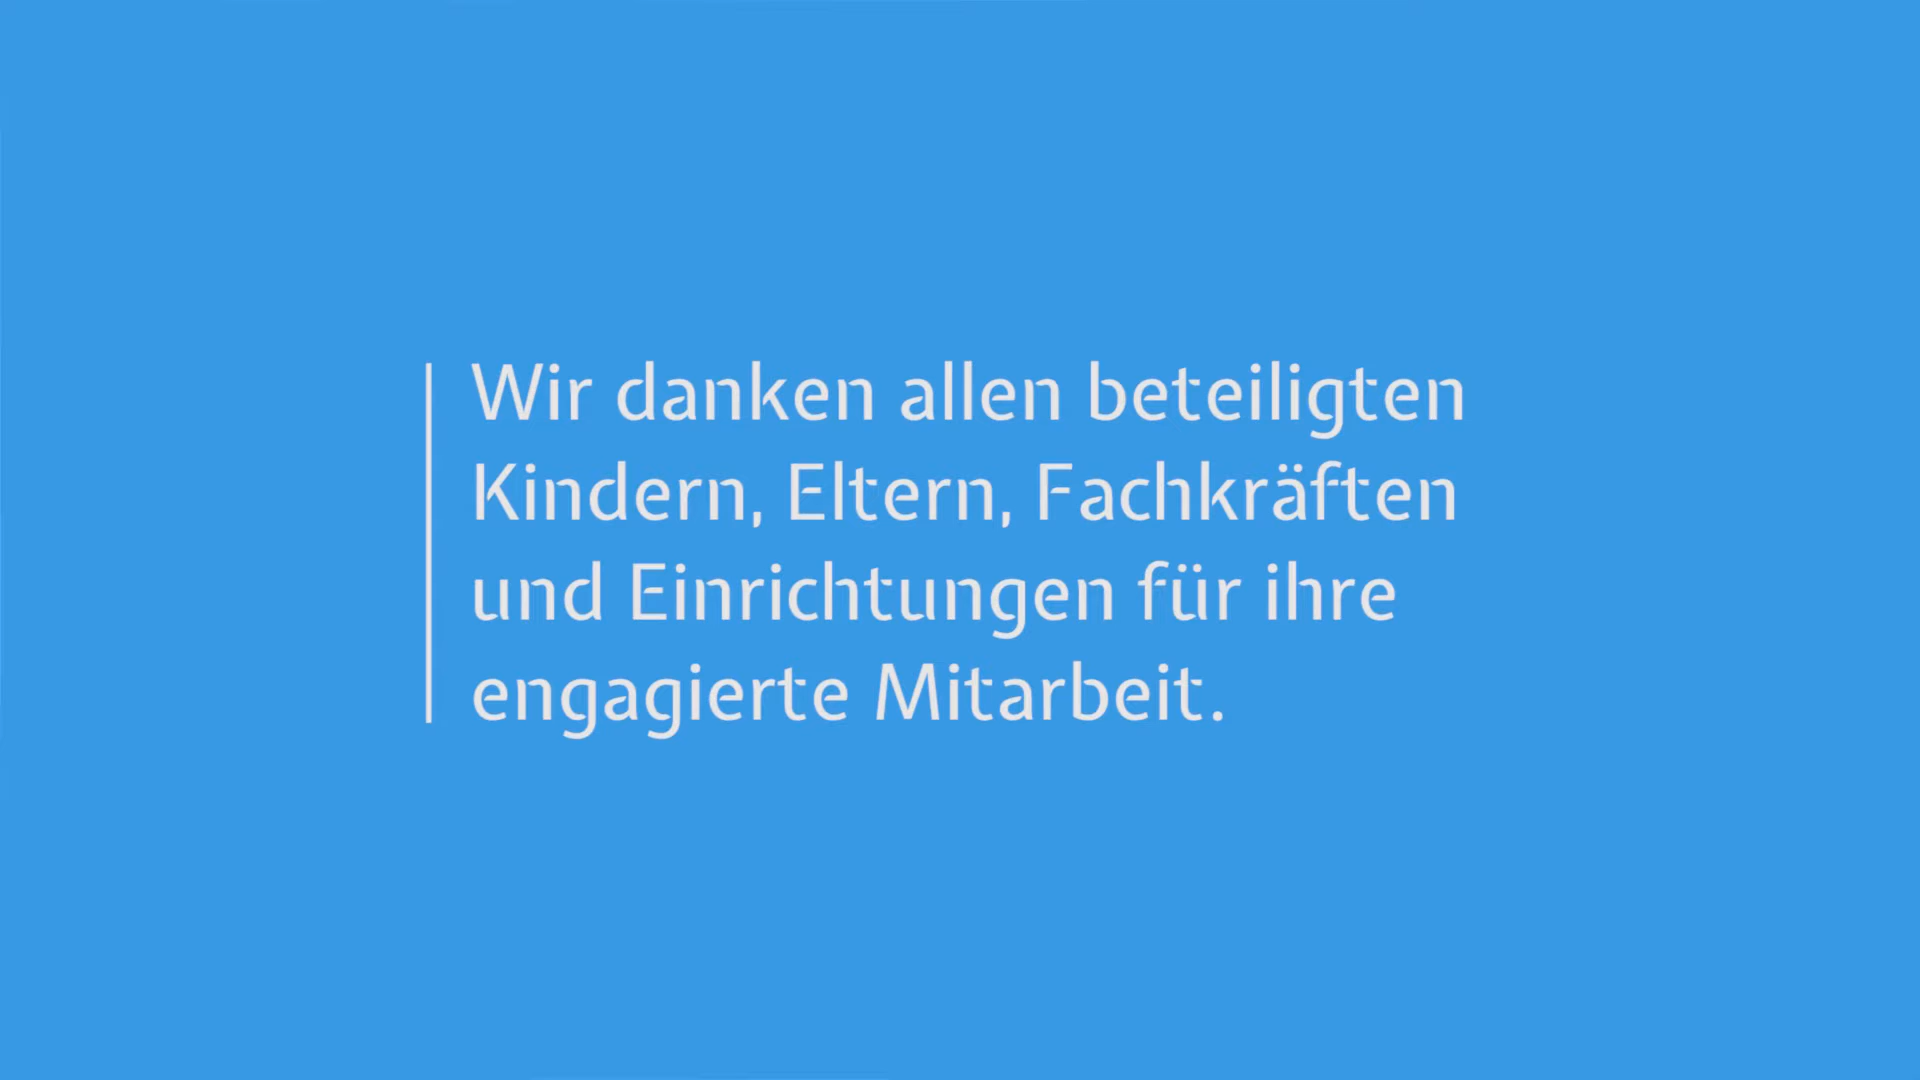 Wir danken allen beteiligten
Kindern, Eltern, Fachkräften
und Einrichtungen für ihre
engagierte Mitarbeit.